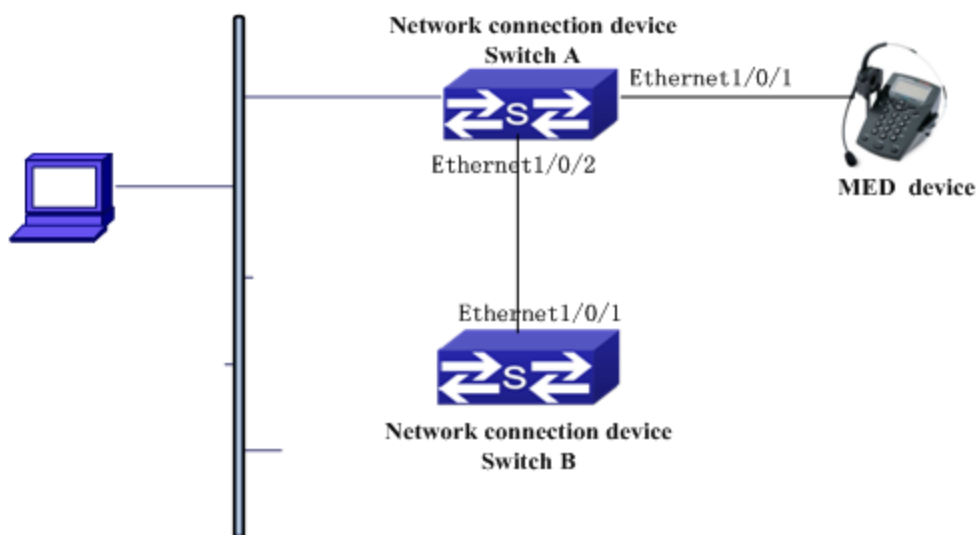 Network connection device
Switch A
Ethernet1/0/1
S
Ethernet1/0/2
MED device
Ethernet1/0/1
S
Network connection device
Switch B